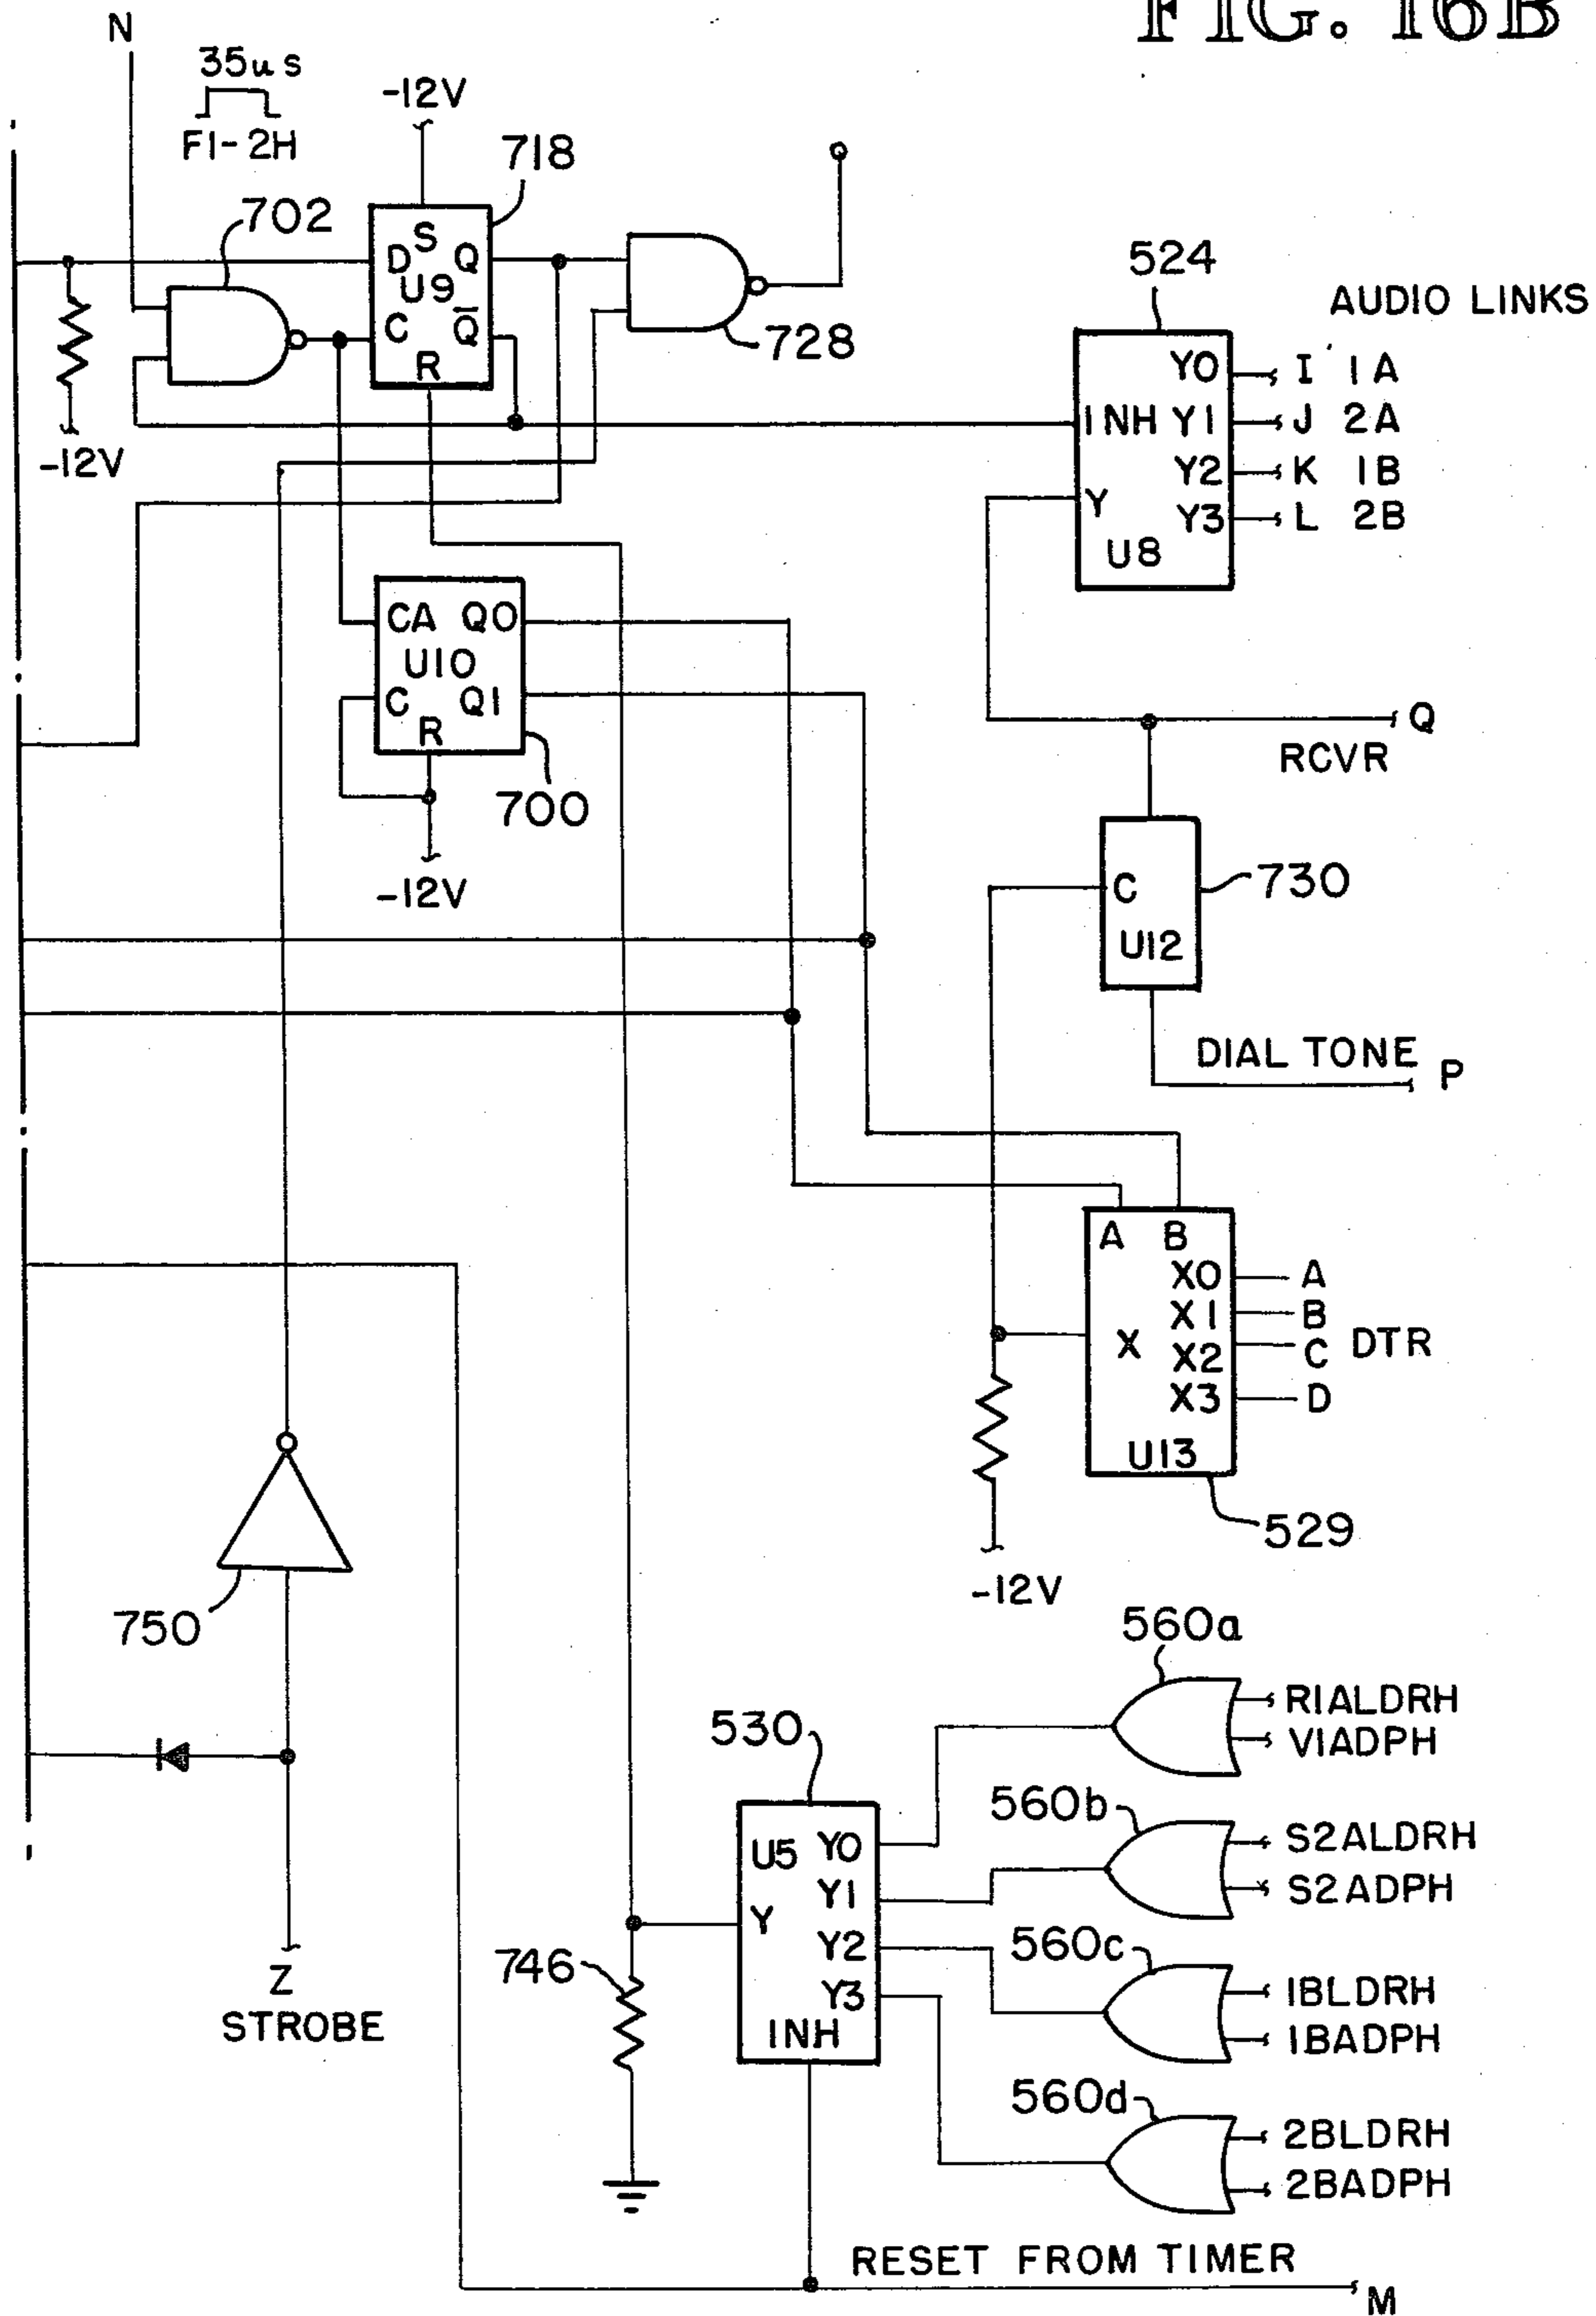 FIG. 16B
N
35us
F1-2H
-12V
718
702
S
D Q
U9
C Q̅
R
728
-12V
524
AUDIO LINKS
Y0 I 1A
INH Y1 J 2A
Y2 K 1B
Y Y3 L 2B
U8
CA Q0
U10
C Q1
R
700
-12V
Q
RCVR
C
U12
730
DIAL TONE P
A B
X0 A
X1 B
X X2 C DTR
X3 D
U13
529
-12V
750
Z
STROBE
560a
R1ALDRH
V1ADPH
530
560b
S2ALDRH
S2ADPH
U5 Y0
Y1
Y Y2
Y3
INH
746
560c
1BLDRH
1BADPH
560d
2BLDRH
2BADPH
RESET FROM TIMER
M